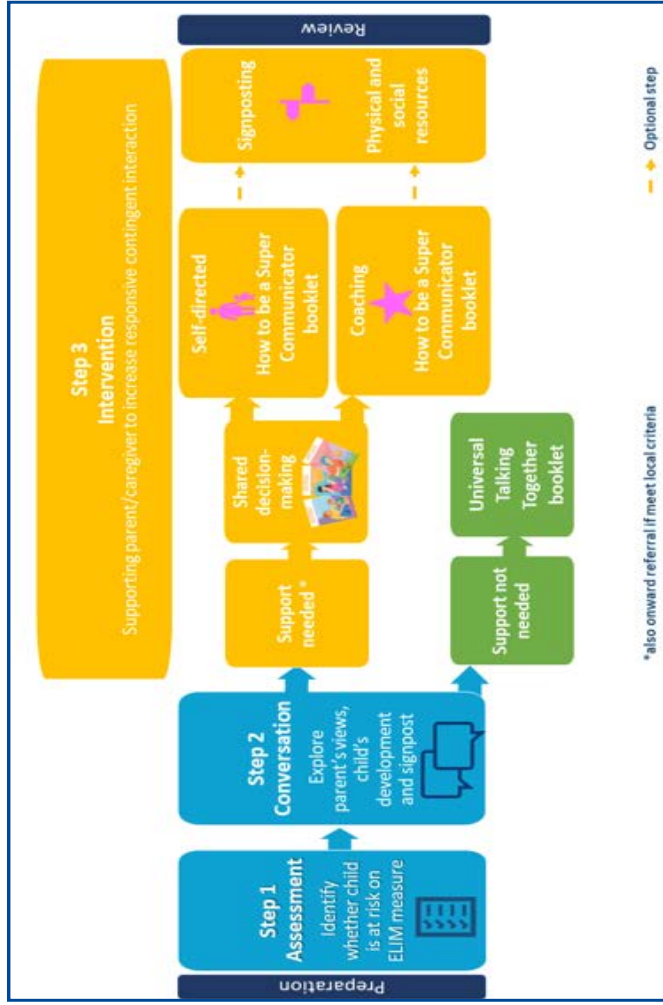 Preparation
Step 1
Assessment
Identify
whether child
is at risk on
ELIM measure
Step 2
Conversation
Explore
parent's views,
child's
development
and signpost
Step 3
Intervention
Supporting parent/caregiver to increase responsive contingent interaction
Support
needed*
Shared
decision-
making
Self-directed
How to be a Super
Communicator
booklet
Coaching
How to be a Super
Communicator
booklet
Signposting
Physical and
social
resources
Review
Support not
needed
Universal
Talking
Together
booklet
*also onward referral if meet local criteria
Optional step